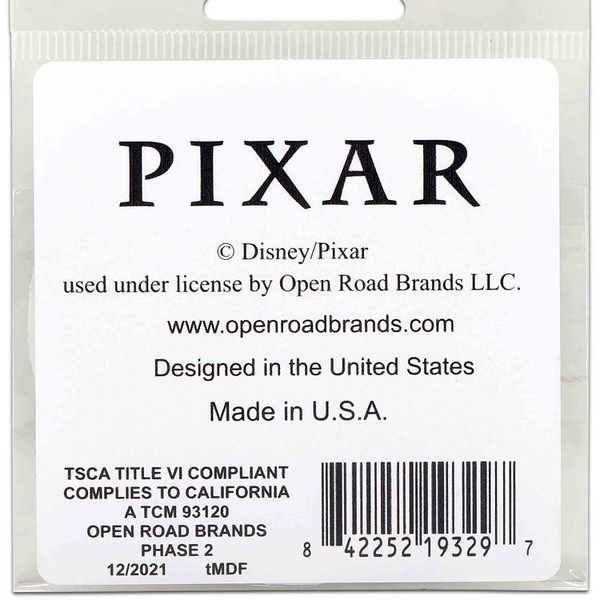 PIXAR
© Disney/Pixar
used under license by Open Road Brands LLC.
www.openroadbrands.com
Designed in the United States
Made in U.S.A.
TSCA TITLE VI COMPLIANT
COMPLIES TO CALIFORNIA
A TCM 93120
OPEN ROAD BRANDS
PHASE 2
12/2021 tMDF
8 42252 19329 7